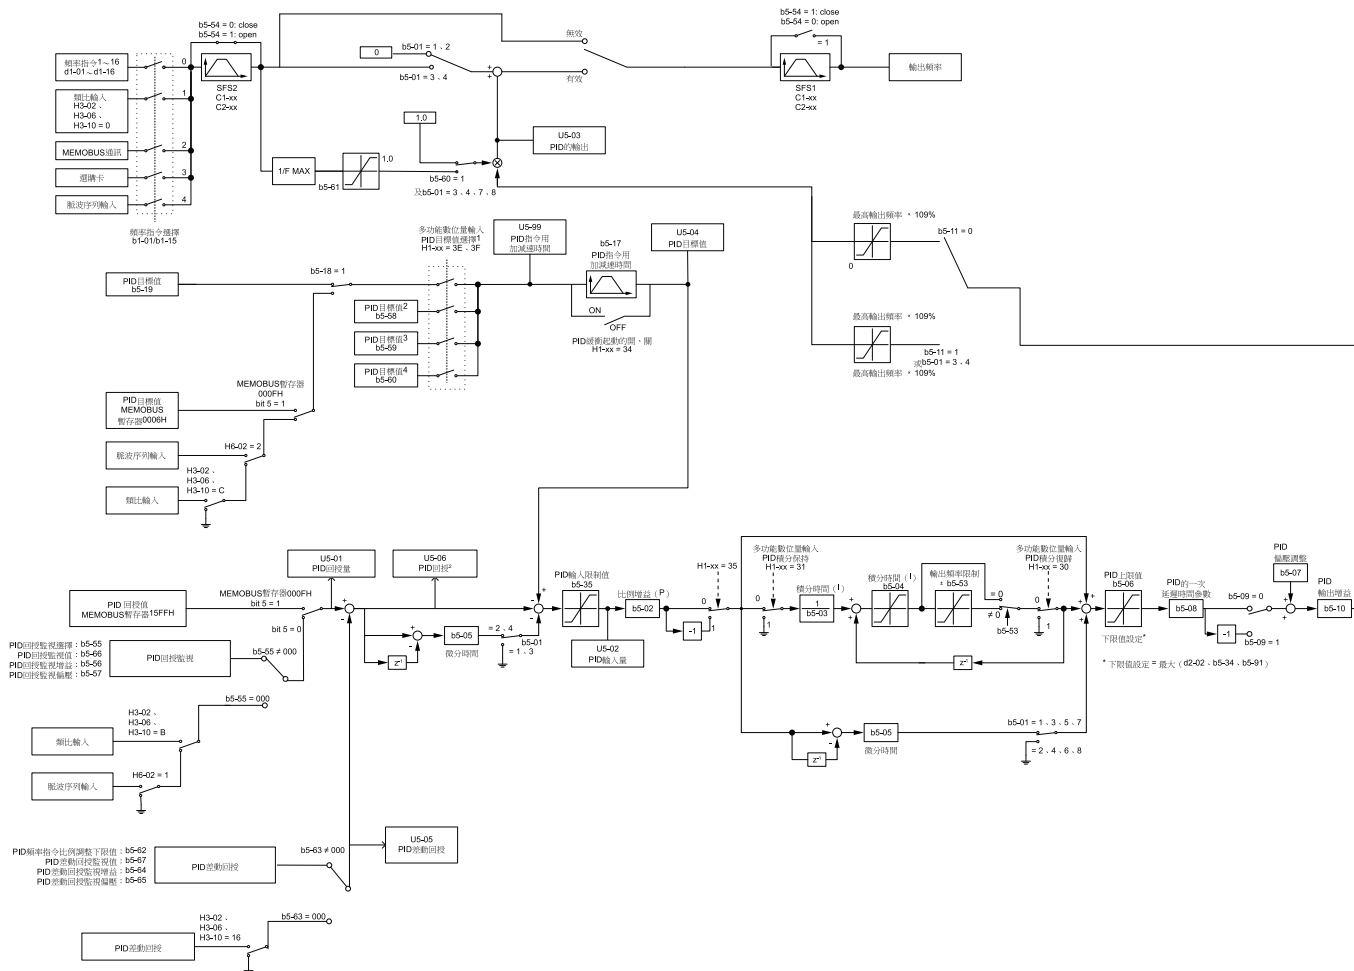 b5-54 = 0: close
b5-54 = 1: open
b5-54 = 1: close
b5-54 = 0: open
= 1
無效
有效
頻率指令1～16
d1-01～d1-16
0
類比輸入
H3-02、
H3-06、
H3-10 = 0
1
MEMOBUS通訊
2
選購卡
3
脈波序列輸入
4
頻率指令選擇
b1-01/b1-15
SFS2
C1-xx
C2-xx
0
b5-01 = 1、2
b5-01 = 3、4
+
+
SFS1
C1-xx
C2-xx
輸出頻率
1.0
U5-03
PID的輸出
1/F MAX
1.0
b5-61
b5-60 = 1
及b5-01 = 3、4、7、8
最高輸出頻率 * 109%
0
b5-11 = 0
最高輸出頻率 * 109%
b5-11 = 1
或b5-01 = 3、4
最高輸出頻率 * 109%
多功能數位量輸入
PID目標值選擇1
H1-xx = 3E、3F
U5-99
PID指令用
加減速時間
b5-17
PID指令用
加減速時間
U5-04
PID目標值
PID目標值
b5-19
b5-18 = 1
PID目標值2
b5-58
PID目標值3
b5-59
PID目標值4
b5-60
ON
OFF
PID緩衝起動的開、關
H1-xx = 34
MEMOBUS暫存器
000FH
bit 5 = 1
PID目標值
MEMOBUS
暫存器0006H
脈波序列輸入
H6-02 = 2
類比輸入
H3-02、
H3-06、
H3-10 = C
U5-01
PID回授量
U5-06
PID回授²
PID 回授值
MEMOBUS暫存器15FFH
MEMOBUS暫存器000FH
bit 5 = 1
bit 5 = 0
PID回授監視選擇：b5-55
PID回授監視值：b5-66
PID回授監視增益：b5-56
PID回授監視偏壓：b5-57
PID回授監視
b5-55 ≠ 000
b5-55 = 000
+
-
+
-
z⁻¹
b5-05
微分時間
= 2、4
b5-01
= 1、3
+
-
-
PID輸入限制值
b5-35
U5-02
PID輸入量
比例增益（P）
b5-02
-1
H1-xx = 35
0
1
多功能數位量輸入
PID積分保持
H1-xx = 31
0
1
積分時間（I）
1
b5-03
+
+
積分時間（I）
b5-04
輸出頻率限制
± b5-53
= 0
≠ 0
b5-53
z⁻¹
多功能數位量輸入
PID積分復歸
H1-xx = 30
0
1
+
+
+
PID上限值
b5-06
下限值設定*
* 下限值設定 = 最大（d2-02、b5-34、b5-91）
PID的一次
延遲時間參數
b5-08
b5-09 = 0
-1
b5-09 = 1
PID
偏壓調整
b5-07
+
+
PID
輸出增益
b5-10
z⁻¹
+
-
b5-05
微分時間
b5-01 = 1、3、5、7
= 2、4、6、8
類比輸入
H3-02、
H3-06、
H3-10 = B
脈波序列輸入
H6-02 = 1
PID頻率指令比例調整下限值：b5-62
PID差動回授監視值：b5-67
PID差動回授監視增益：b5-64
PID差動回授監視偏壓：b5-65
PID差動回授
b5-63 ≠ 000
U5-05
PID差動回授
b5-63 = 000
PID差動回授
H3-02、
H3-06、
H3-10 = 16